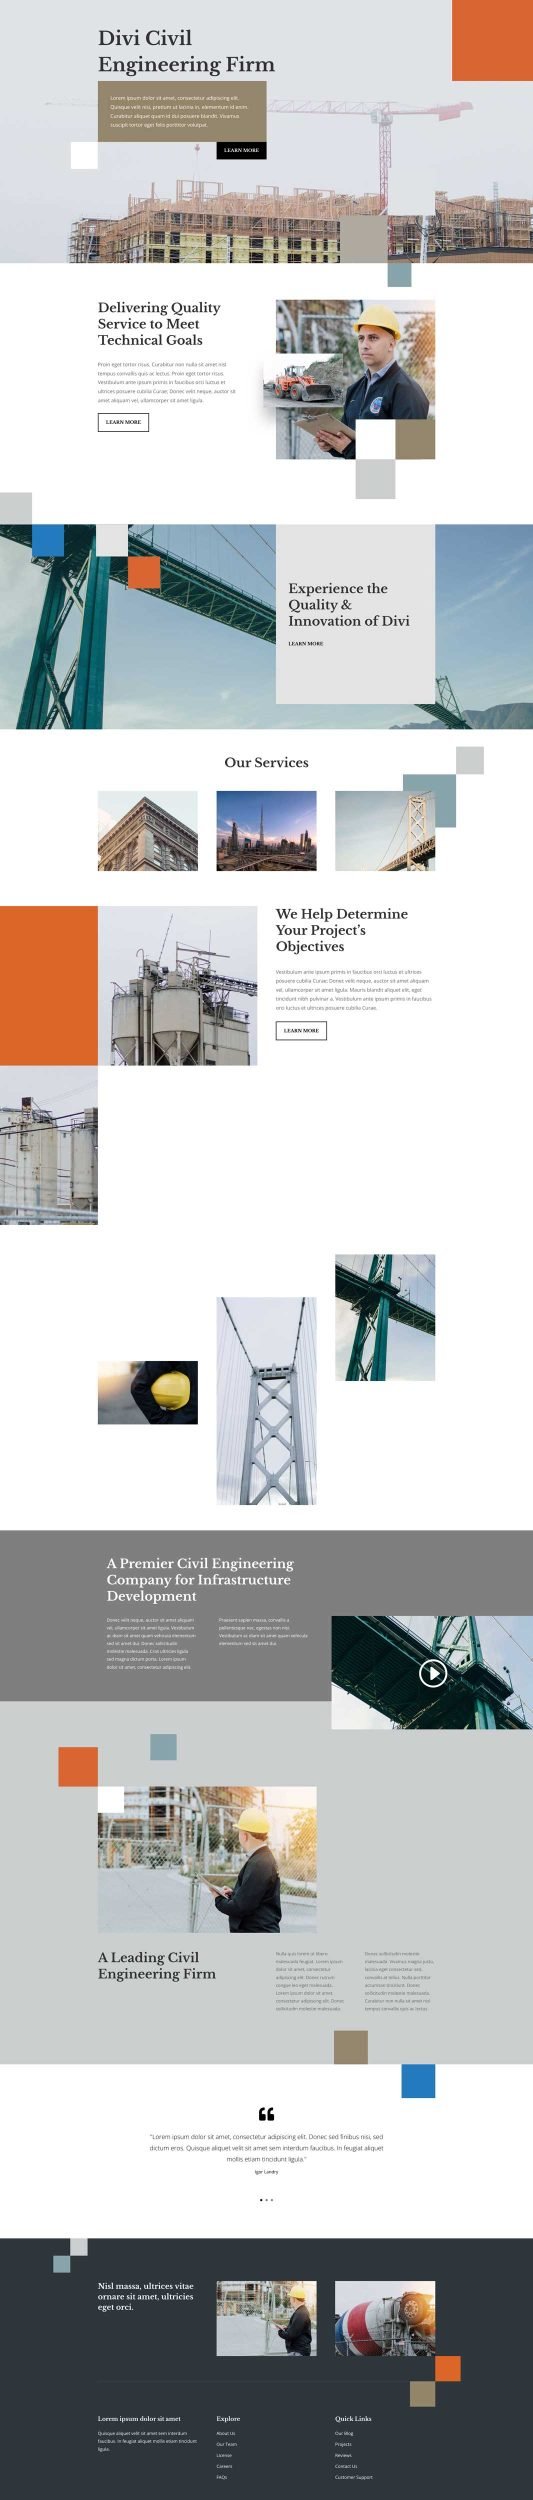 Divi Civil
Engineering Firm
Lorem ipsum dolor sit amet, consectetur adipiscing elit.
Quisque velit nisi, pretium ut lacinia in, elementum id enim.
Curabitur aliquet quam id dui posuere blandit. Vivamus
suscipit tortor eget felis porttitor volutpat.
LEARN MORE
Delivering Quality
Service to Meet
Technical Goals
Proin eget tortor risus. Curabitur non nulla sit amet nisl
tempus convallis quis ac lectus. Proin eget tortor risus.
Vestibulum ante ipsum primis in faucibus orci luctus et
ultrices posuere cubilia Curae; Donec velit neque, auctor sit
amet aliquam vel, ullamcorper sit amet ligula.
LEARN MORE
Experience the
Quality &
Innovation of Divi
LEARN MORE
Our Services
We Help Determine
Your Project's
Objectives
Vestibulum ante ipsum primis in faucibus orci luctus et ultrices
posuere cubilia Curae; Donec velit neque, auctor sit amet aliquam
vel, ullamcorper sit amet ligula. Mauris blandit aliquet elit, eget
tincidunt nibh pulvinar a. Vestibulum ante ipsum primis in faucibus
orci luctus et ultrices posuere cubilia Curae.
LEARN MORE
A Premier Civil Engineering
Company for Infrastructure
Development
Donec velit neque, auctor sit amet aliquam
vel, ullamcorper sit amet ligula. Vestibulum
ac diam sit amet quam vehicula elementum
sed sit amet dui. Donec sollicitudin
molestie malesuada. Cras ultricies ligula
sed magna dictum porta. Lorem ipsum
dolor sit amet, consectetur adipiscing elit.
Praesent sapien massa, convallis a
pellentesque nec, egestas non nisi.
Vestibulum ac diam sit amet quam vehicula
elementum sed sit amet dui.
A Leading Civil
Engineering Firm
Nulla quis lorem ut libero
malesuada feugiat. Lorem ipsum
dolor sit amet, consectetur
adipiscing elit. Donec rutrum
congue leo eget malesuada.
Lorem ipsum dolor sit amet,
consectetur adipiscing elit. Donec
sollicitudin molestie malesuada.
Donec sollicitudin molestie
malesuada. Vivamus magna justo,
lacinia eget consectetur sed,
convallis at tellus. Nulla porttitor
accumsan tincidunt. Donec
sollicitudin molestie malesuada.
Curabitur non nulla sit amet nisl
tempus convallis quis ac lectus.
"Lorem ipsum dolor sit amet, consectetur adipiscing elit. Donec sed finibus nisi, sed
dictum eros. Quisque aliquet velit sit amet sem interdum faucibus. In feugiat aliquet
mollis etiam tincidunt ligula."
Igor Landry
Nisl massa, ultrices vitae
ornare sit amet, ultricies
eget orci.
Lorem ipsum dolor sit amet
Quisque aliquet velit sit amet sem interdum
faucibus. In feugiat aliquet mollis etiam tincidunt
ligula.
Explore
About Us
Our Team
License
Careers
FAQs
Quick Links
Our Blog
Projects
Reviews
Contact Us
Customer Support